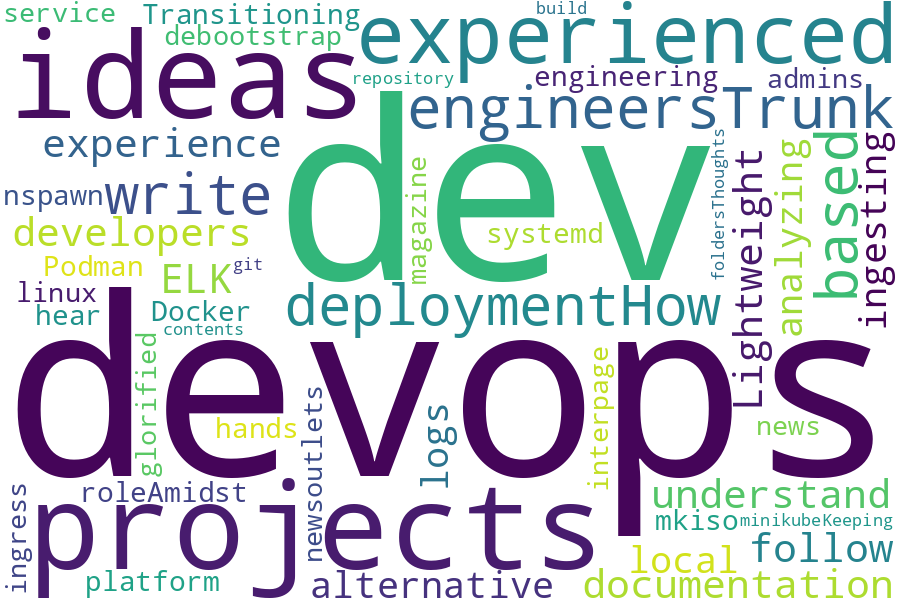 service
Transitioning
build
debootstrap
experienced
ideas
repository
engineering
admins
engineersTrunk
experience
dev
magazine
foldersThoughts
Lightweight
analyzing
based
ingesting
nspawn
write
developers
systemd
Podman
git
ELK
linux
hear
Docker
contents
deploymentHow
devops
glorified
hands
newsoutlets
logs
interpage
news
ingress
roleAmidst
projects
understand
mkiso
minikubeKeeping
follow
local
platform
alternative
documentation